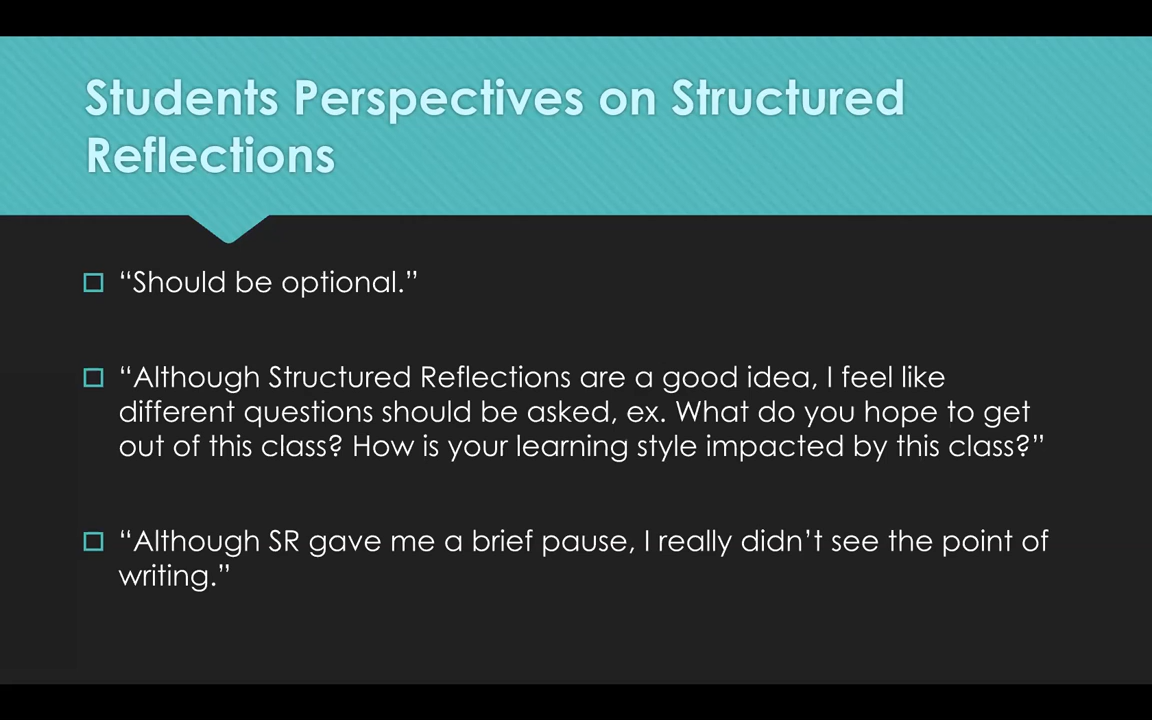 Students Perspectives on Structured
Reflections
“Should be optional.”
“Although Structured Reflections are a good idea, I feel like
different questions should be asked, ex. What do you hope to get
out of this class? How is your learning style impacted by this class?”
“Although SR gave me a brief pause, I really didn’t see the point of
writing.”